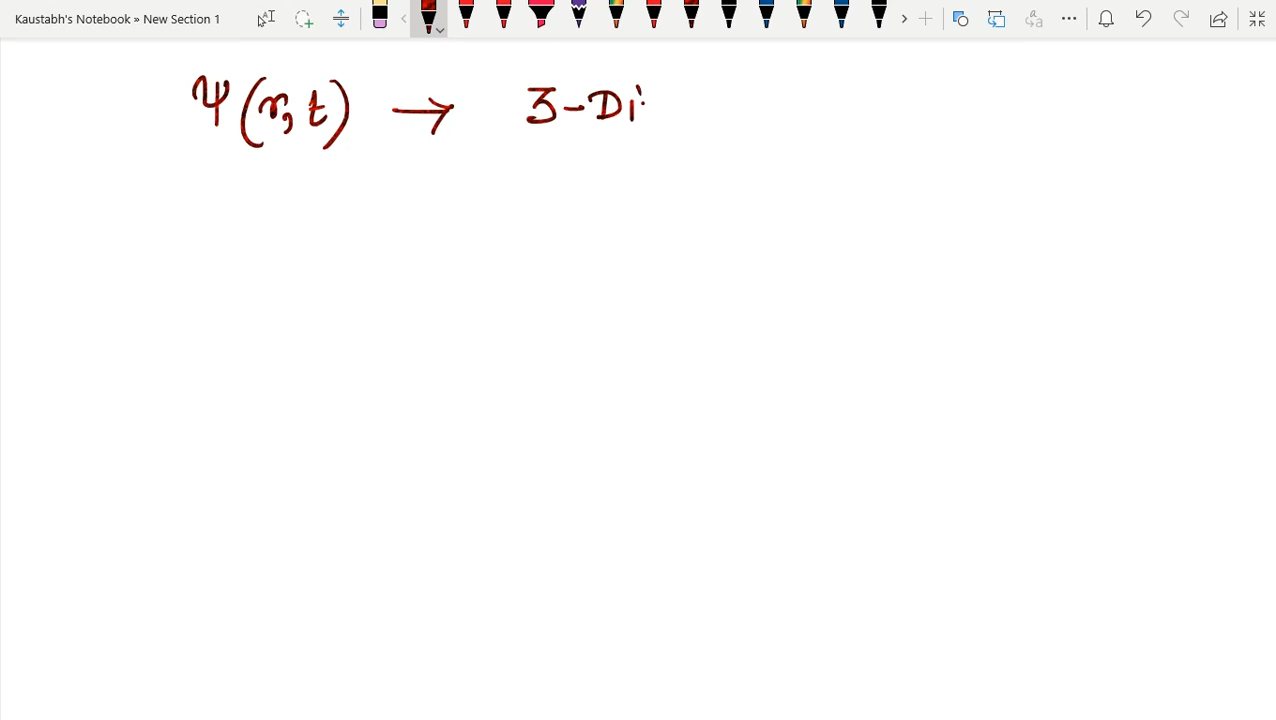 Kaustabh's Notebook » New Section 1
Ψ(r, t) → 3-Di